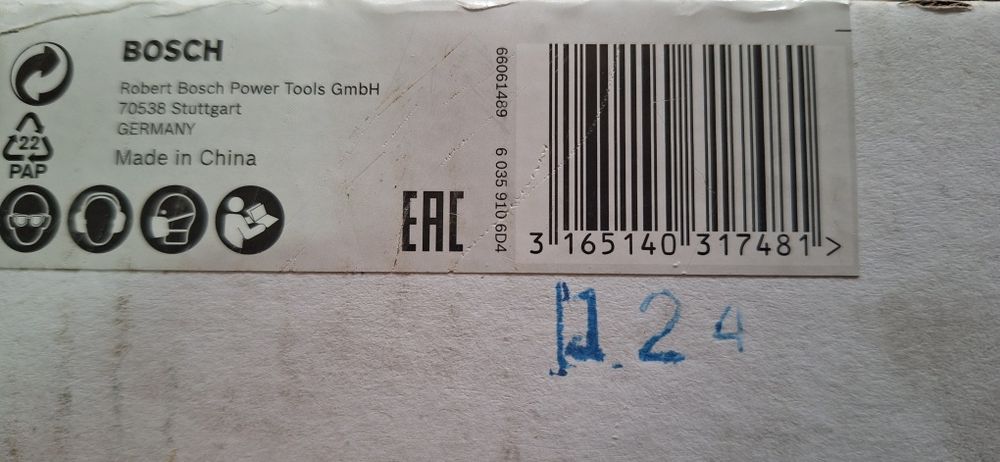 BOSCH
Robert Bosch Power Tools GmbH
70538 Stuttgart
GERMANY
Made in China
22
PAP
EAC
66061489 6 035 910 6D4
3 165140 317481 >
24